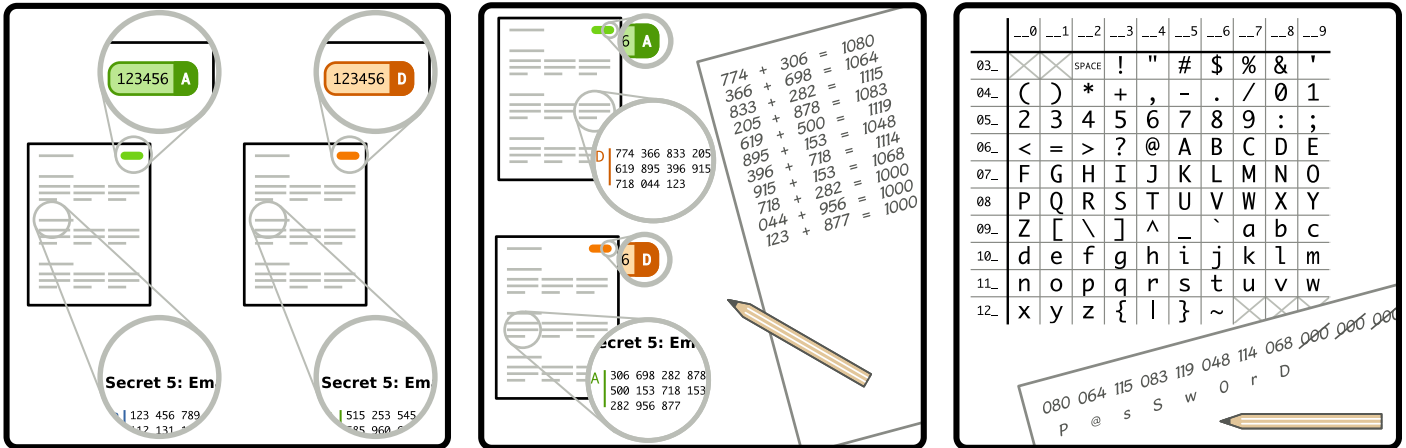 123456 A
123456 D
Secret 5: Em
123 456 789
Secret 5: Em
515 253 545
6 A
D
774 366 833 205
619 895 396 915
718 044 123
6 D
ecret 5: Em
A
306 698 282 878
500 153 718 153
282 956 877
774 + 306 = 1080
366 + 698 = 1064
833 + 282 = 1115
205 + 878 = 1083
619 + 500 = 1119
895 + 153 = 1048
396 + 718 = 1114
915 + 153 = 1068
718 + 282 = 1000
044 + 956 = 1000
123 + 877 = 1000
__0 __1 __2 __3 __4 __5 __6 __7 __8 __9
03_ SPACE ! " # $ % & '
04_ ( ) * + , - . / 0 1
05_ 2 3 4 5 6 7 8 9 : ;
06_ < = > ? @ A B C D E
07_ F G H I J K L M N O
08 P Q R S T U V W X Y
09_ Z [ \ ] ^ _ ` a b c
10_ d e f g h i j k l m
11_ n o p q r s t u v w
12_ x y z { | } ~
080 064 115 083 119 048 114 068 000 000 000
P @ s S w 0 r D